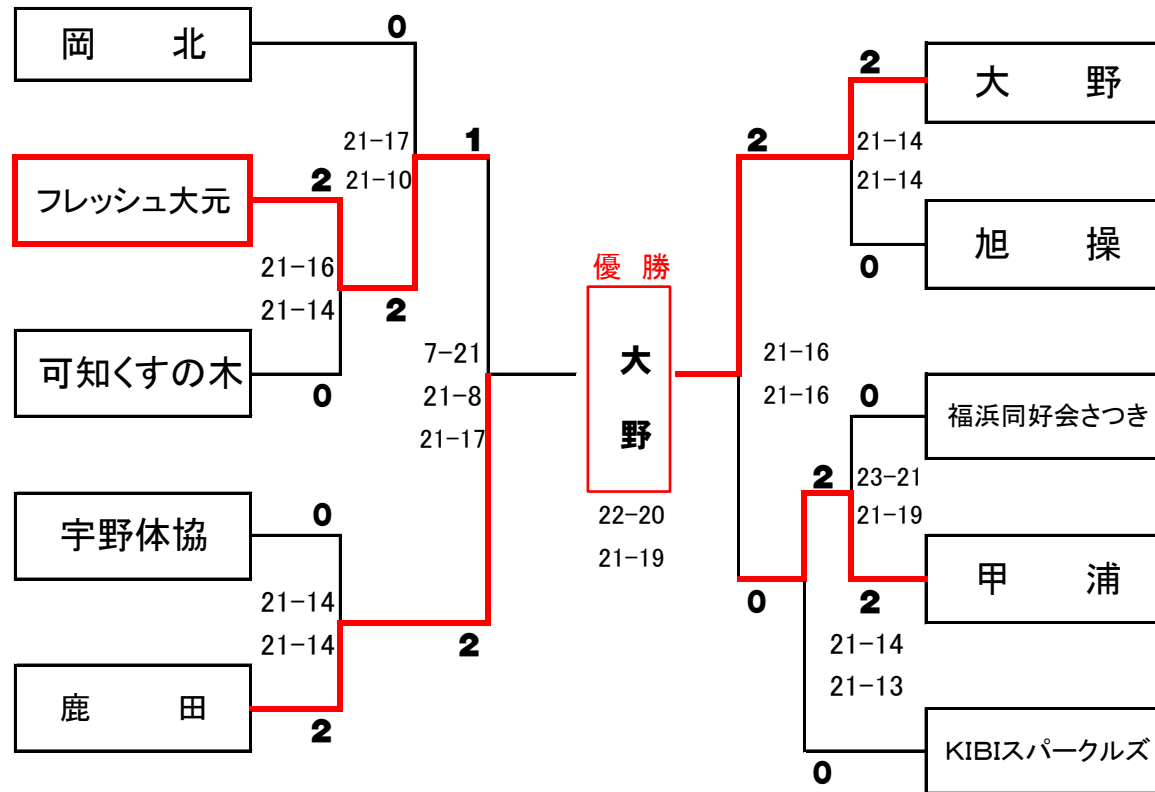 岡 北
0
21-17
21-10
1
フレッシュ大元
2
21-16
21-14
2
可知くすの木
0
7-21
21-8
21-17
宇野体協
0
21-14
21-14
2
鹿 田
2
優 勝
大
野
22-20
21-19
大 野
2
2
21-14
21-14
旭 操
0
21-16
21-16
福浜同好会さつき
0
2
23-21
21-19
甲 浦
2
0
21-14
21-13
KIBIスパークルズ
0